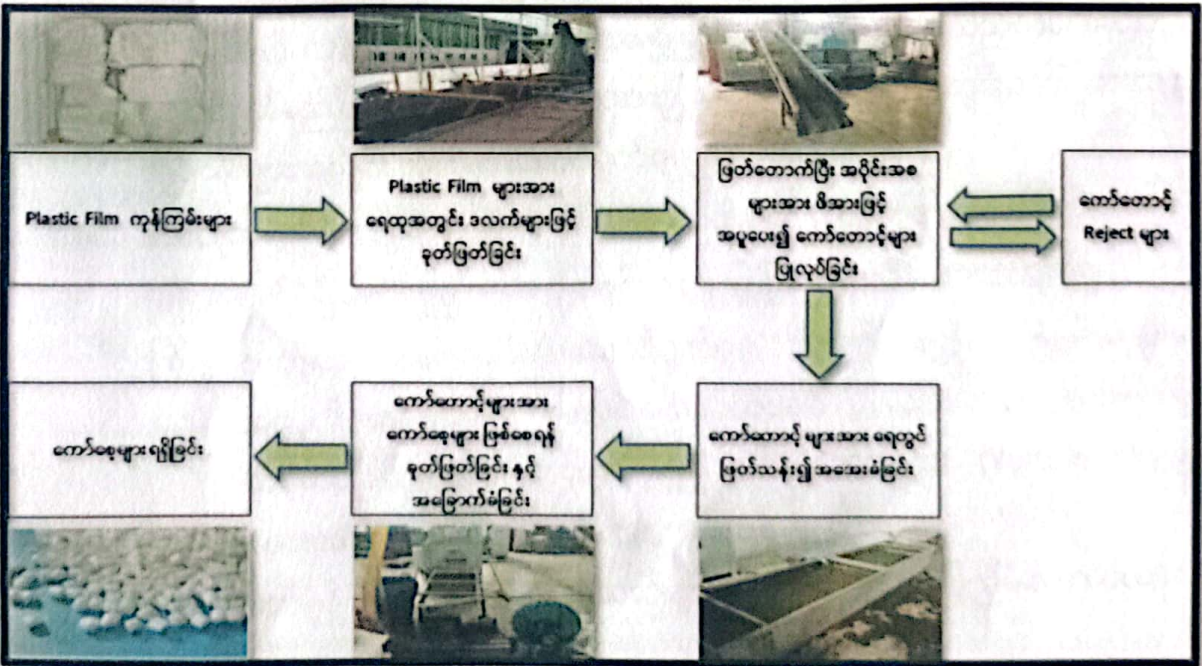 Plastic Film ကုန်ကြမ်းများ
Plastic Film များအား
ရေထုအတွင်း ဒလက်များဖြင့်
ခုတ်ဖြတ်ခြင်း
ဖြတ်တောက်ပြီး အပိုင်းအစ
များအား ဖိအားဖြင့်
အပူပေး၍ ကော်တောင့်များ
ပြုလုပ်ခြင်း
ကော်တောင့်
Reject များ
ကော်တောင့် များအား ရေတွင်
ဖြတ်သန်း၍ အအေးခံခြင်း
ကော်တောင့်များအား
ကော်စေ့များ ဖြစ်စေရန်
ခုတ်ဖြတ်ခြင်း နှင့်
အခြောက်ခံခြင်း
ကော်စေ့များ ရရှိခြင်း